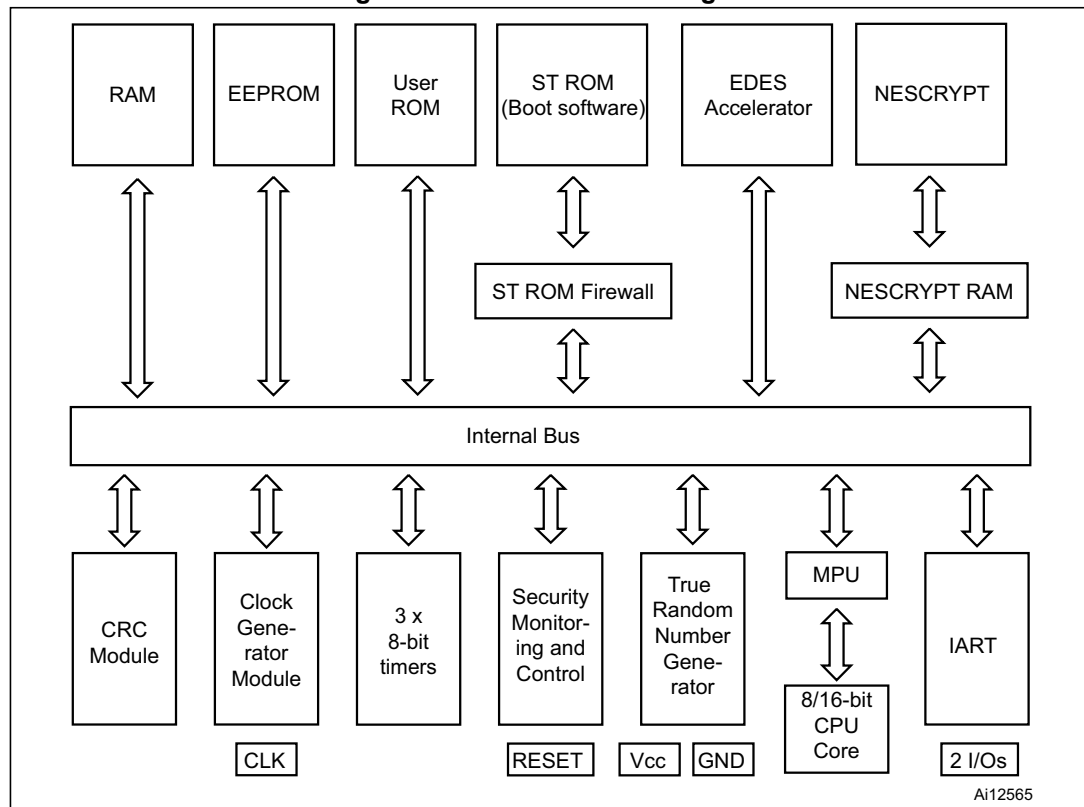 RAM
EEPROM
User
ROM
ST ROM
(Boot software)
EDES
Accelerator
NESCRYPT
ST ROM Firewall
NESCRYPT RAM
Internal Bus
CRC
Module
Clock
Gene-
rator
Module
3 x
8-bit
timers
Security
Monitor-
ing and
Control
True
Random
Number
Gene-
rator
MPU
8/16-bit
CPU
Core
IART
CLK
RESET
Vcc
GND
2 I/Os
Ai12565